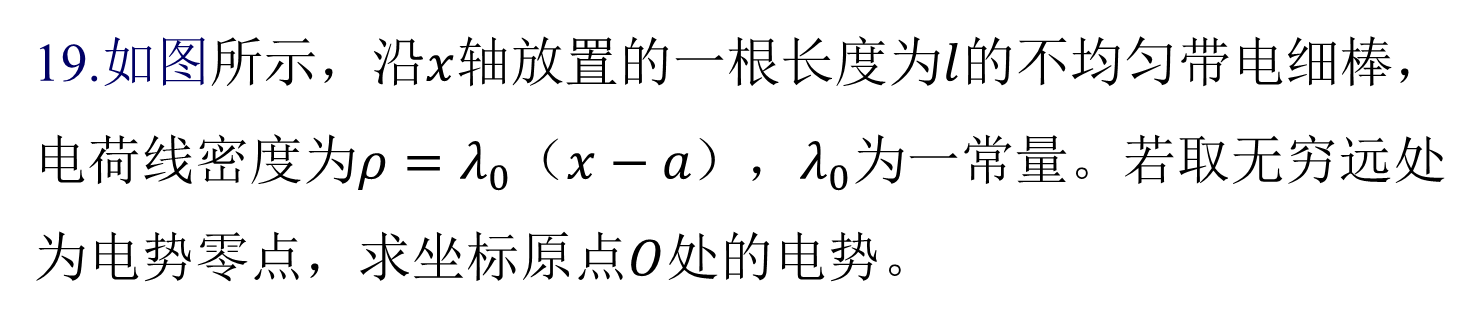 19.如图所示，沿x轴放置的一根长度为l的不均匀带电细棒，
电荷线密度为ρ = λ₀（x − a），λ₀为一常量。若取无穷远处
为电势零点，求坐标原点O处的电势。